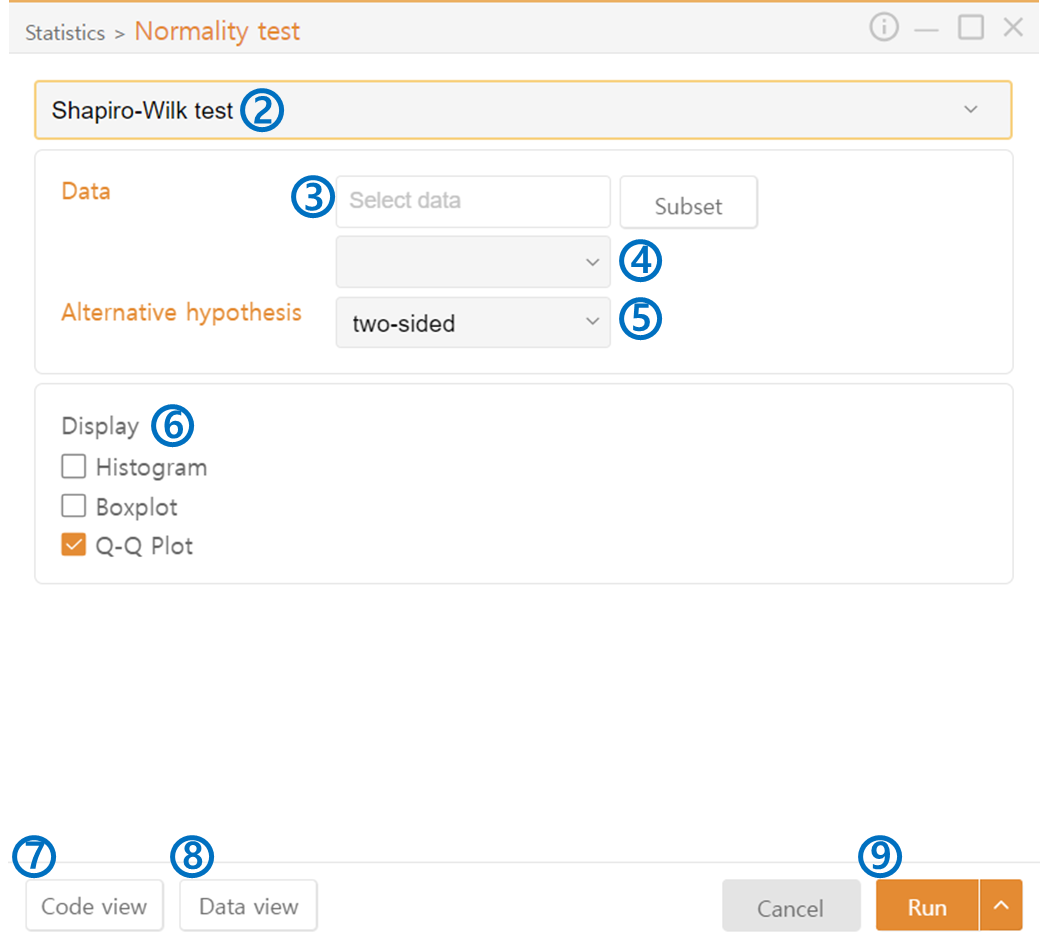 Statistics > Normality test
Shapiro-Wilk test ②
Data ③ Select data Subset
④
Alternative hypothesis two-sided ⑤
Display ⑥
Histogram
Boxplot
Q-Q Plot
⑦ ⑧ ⑨
Code view Data view Cancel Run